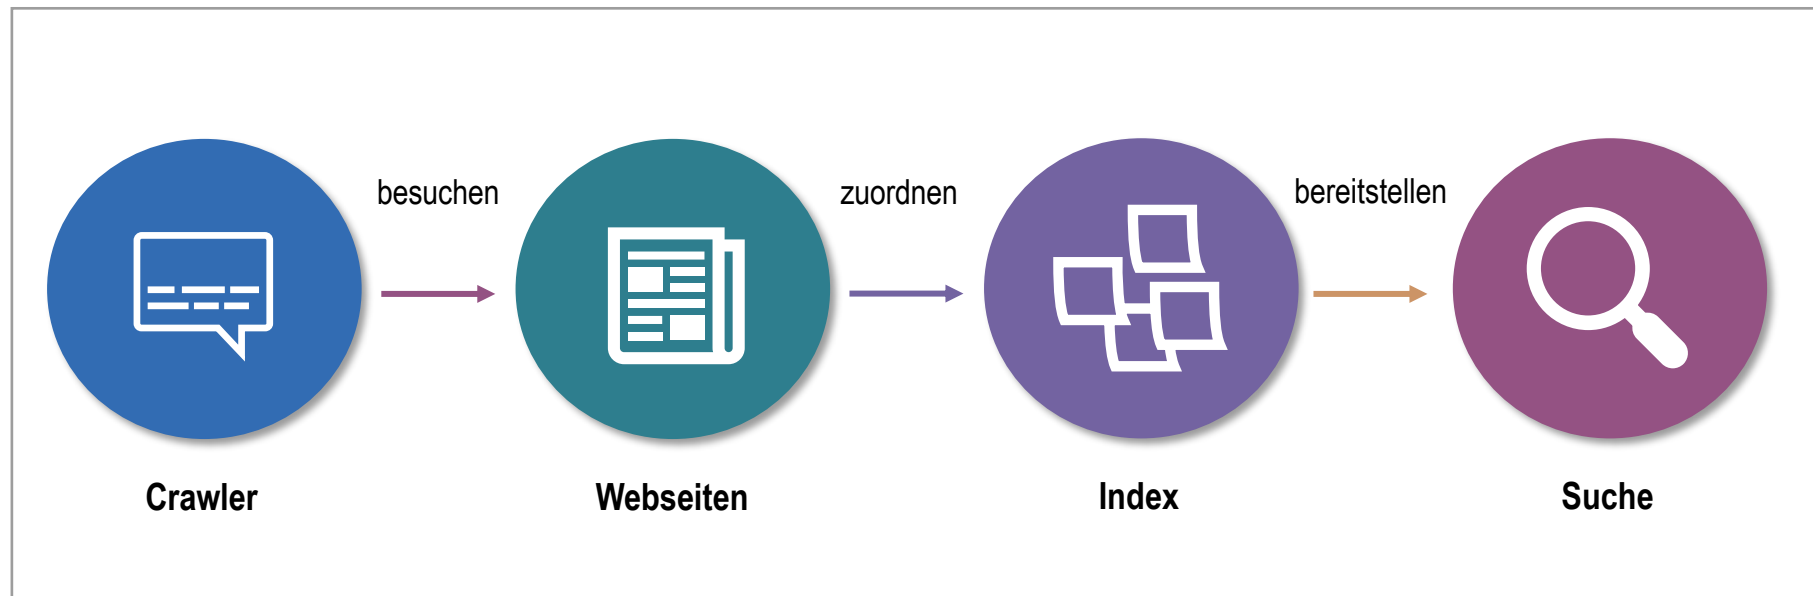 besuchen
zuordnen
bereitstellen
Crawler
Webseiten
Index
Suche